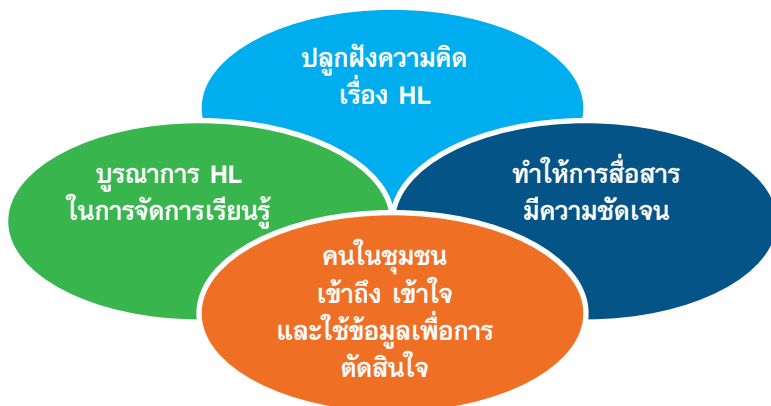 ปลูกฝังความคิด
เรื่อง HL
บูรณาการ HL
ในการจัดการเรียนรู้
ทำให้การสื่อสาร
มีความชัดเจน
คนในชุมชน
เข้าถึง เข้าใจ
และใช้ข้อมูลเพื่อการ
ตัดสินใจ